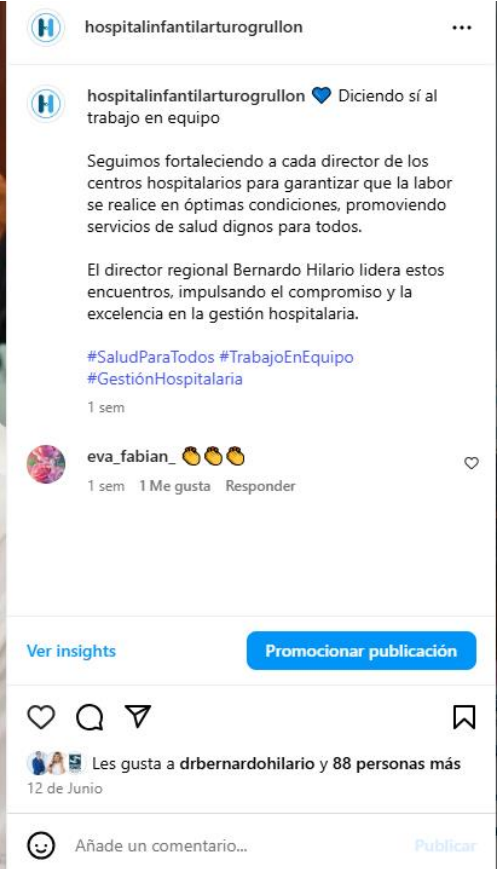 hospitalinfantilarturogrullon
hospitalinfantilarturogrullon 💙 Diciendo sí al
trabajo en equipo
Seguimos fortaleciendo a cada director de los
centros hospitalarios para garantizar que la labor
se realice en óptimas condiciones, promoviendo
servicios de salud dignos para todos.
El director regional Bernardo Hilario lidera estos
encuentros, impulsando el compromiso y la
excelencia en la gestión hospitalaria.
#SaludParaTodos #TrabajoEnEquipo
#GestiónHospitalaria
1 sem
eva_fabian_ 👏👏👏
1 sem 1 Me gusta Responder
Ver insights Promocionar publicación
Les gusta a drbernardohilario y 88 personas más
12 de Junio
Añade un comentario... Publicar